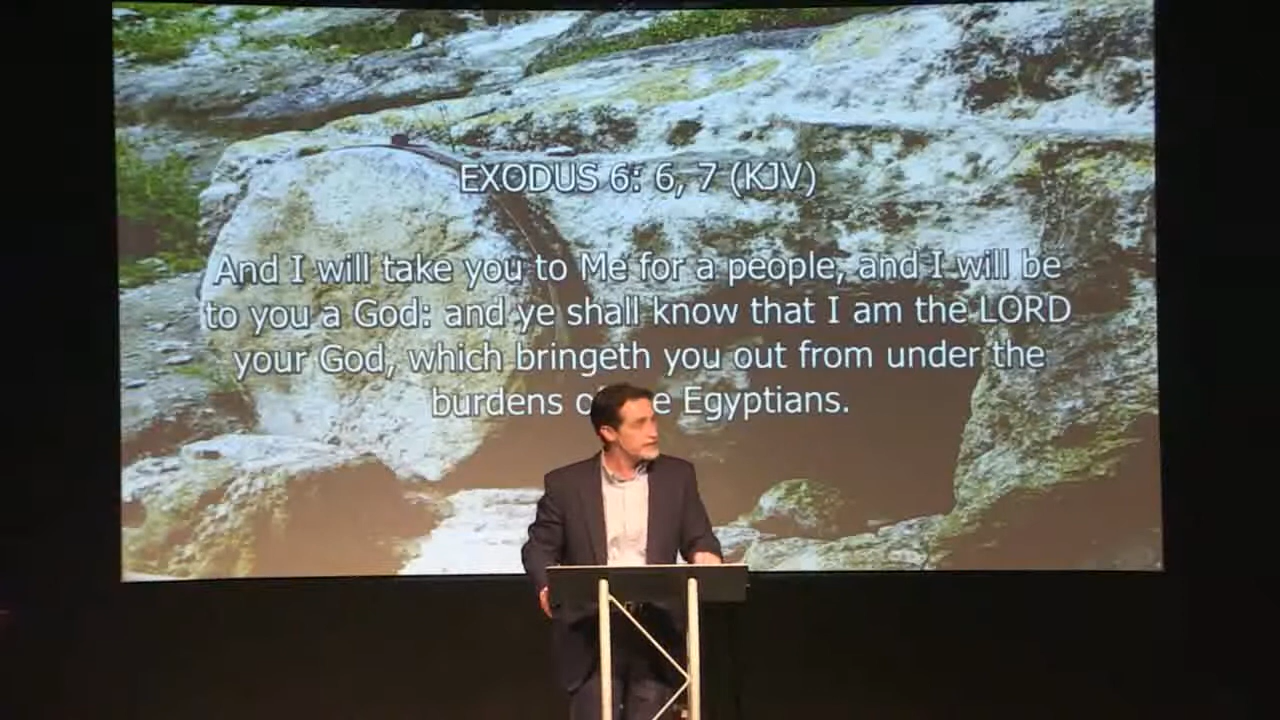 EXODUS 6: 6, 7 (KJV)
And I will take you to Me for a people, and I will be
to you a God: and ye shall know that I am the LORD
your God, which bringeth you out from under the
burdens Egyptians.